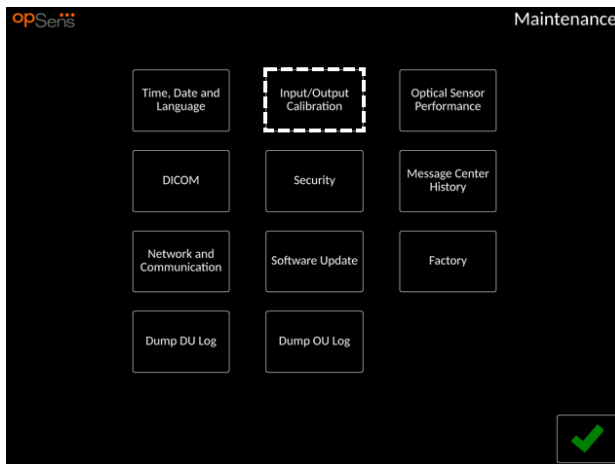 opSens
Maintenance
Time, Date and
Language
Input/Output
Calibration
Optical Sensor
Performance
DICOM
Security
Message Center
History
Network and
Communication
Software Update
Factory
Dump DU Log
Dump OU Log